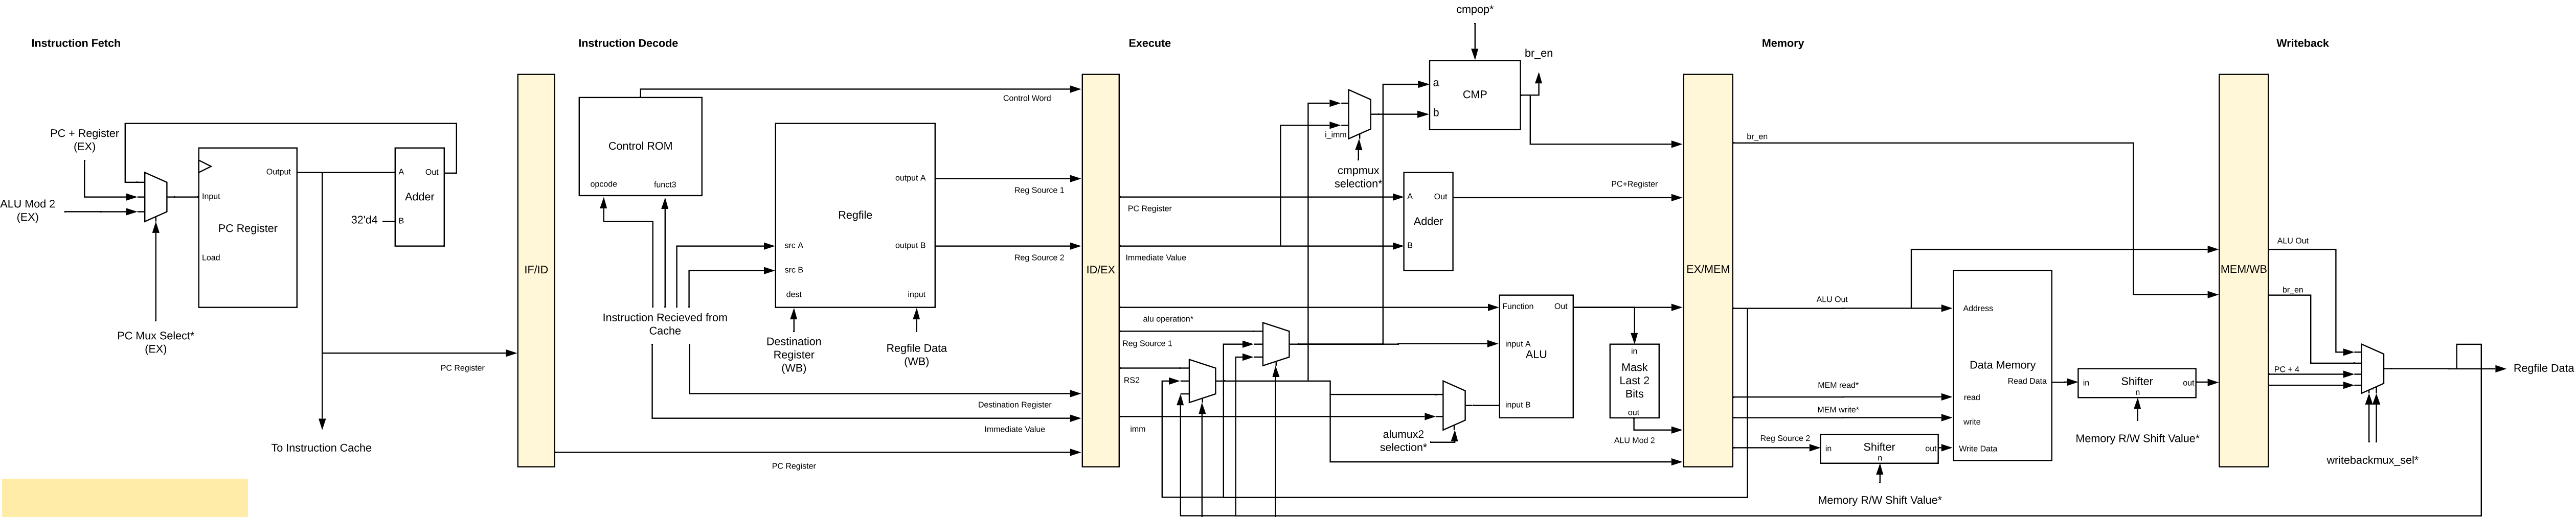 Instruction Fetch
Instruction Decode
Execute
Memory
Writeback
PC + Register
(EX)
ALU Mod 2
(EX)
PC Mux Select*
(EX)
Output
Input
PC Register
Load
A
Out
Adder
32'd4
B
PC Register
To Instruction Cache
IF/ID
Control ROM
opcode
funct3
Control Word
Regfile
output A
output B
src A
src B
dest
input
Reg Source 1
Reg Source 2
Instruction Recieved from
Cache
Destination
Register
(WB)
Regfile Data
(WB)
Destination Register
Immediate Value
PC Register
ID/EX
cmpop*
br_en
a
CMP
b
i_imm
cmpmux
selection*
PC Register
Immediate Value
A
Out
Adder
B
PC+Register
alu operation*
Reg Source 1
RS2
imm
alumux2
selection*
Function
Out
input A
ALU
input B
in
Mask
Last 2
Bits
out
ALU Mod 2
EX/MEM
br_en
ALU Out
MEM read*
MEM write*
Reg Source 2
in
Shifter
out
n
Memory R/W Shift Value*
Address
Data Memory
Read Data
read
write
Write Data
in
Shifter
out
n
Memory R/W Shift Value*
MEM/WB
ALU Out
br_en
PC + 4
writebackmux_sel*
Regfile Data